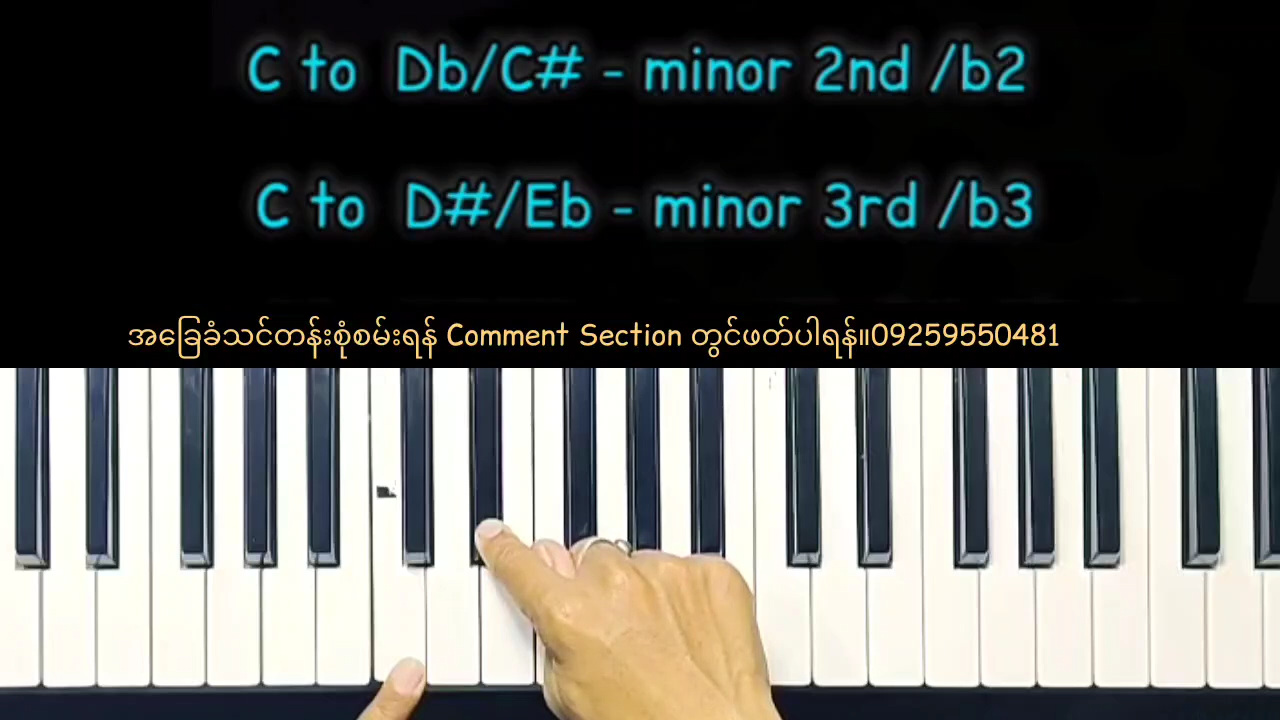 C to Db/C# - minor 2nd /b2
C to D#/Eb - minor 3rd /b3
အခြေခံသင်တန်းစုံစမ်းရန် Comment Section တွင်ဖတ်ပါရန်။09259550481